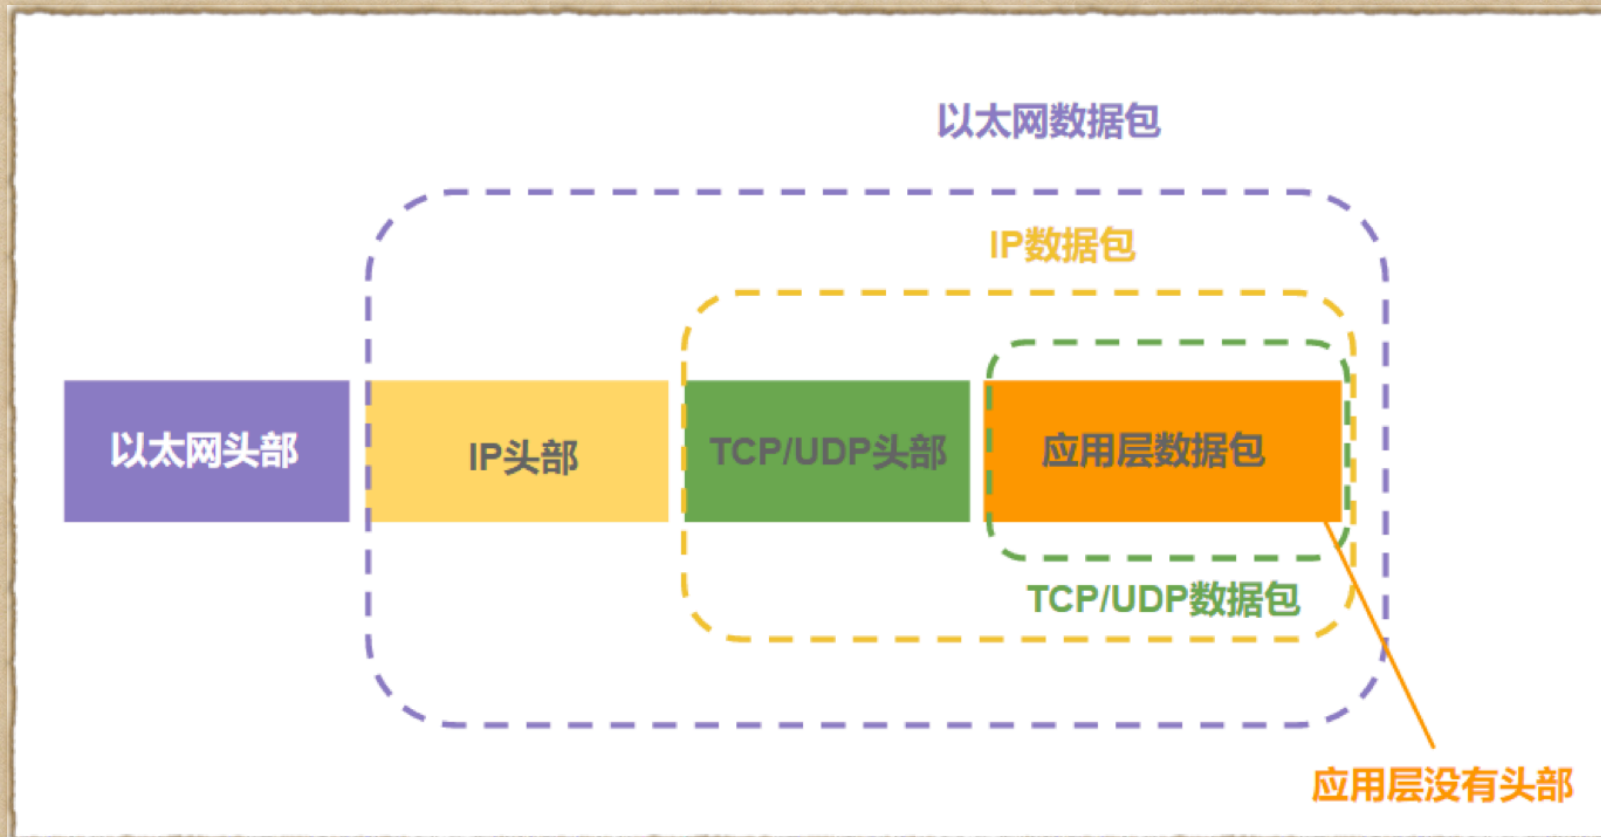 以太网数据包
IP数据包
以太网头部
IP头部
TCP/UDP头部
应用层数据包
TCP/UDP数据包
应用层没有头部